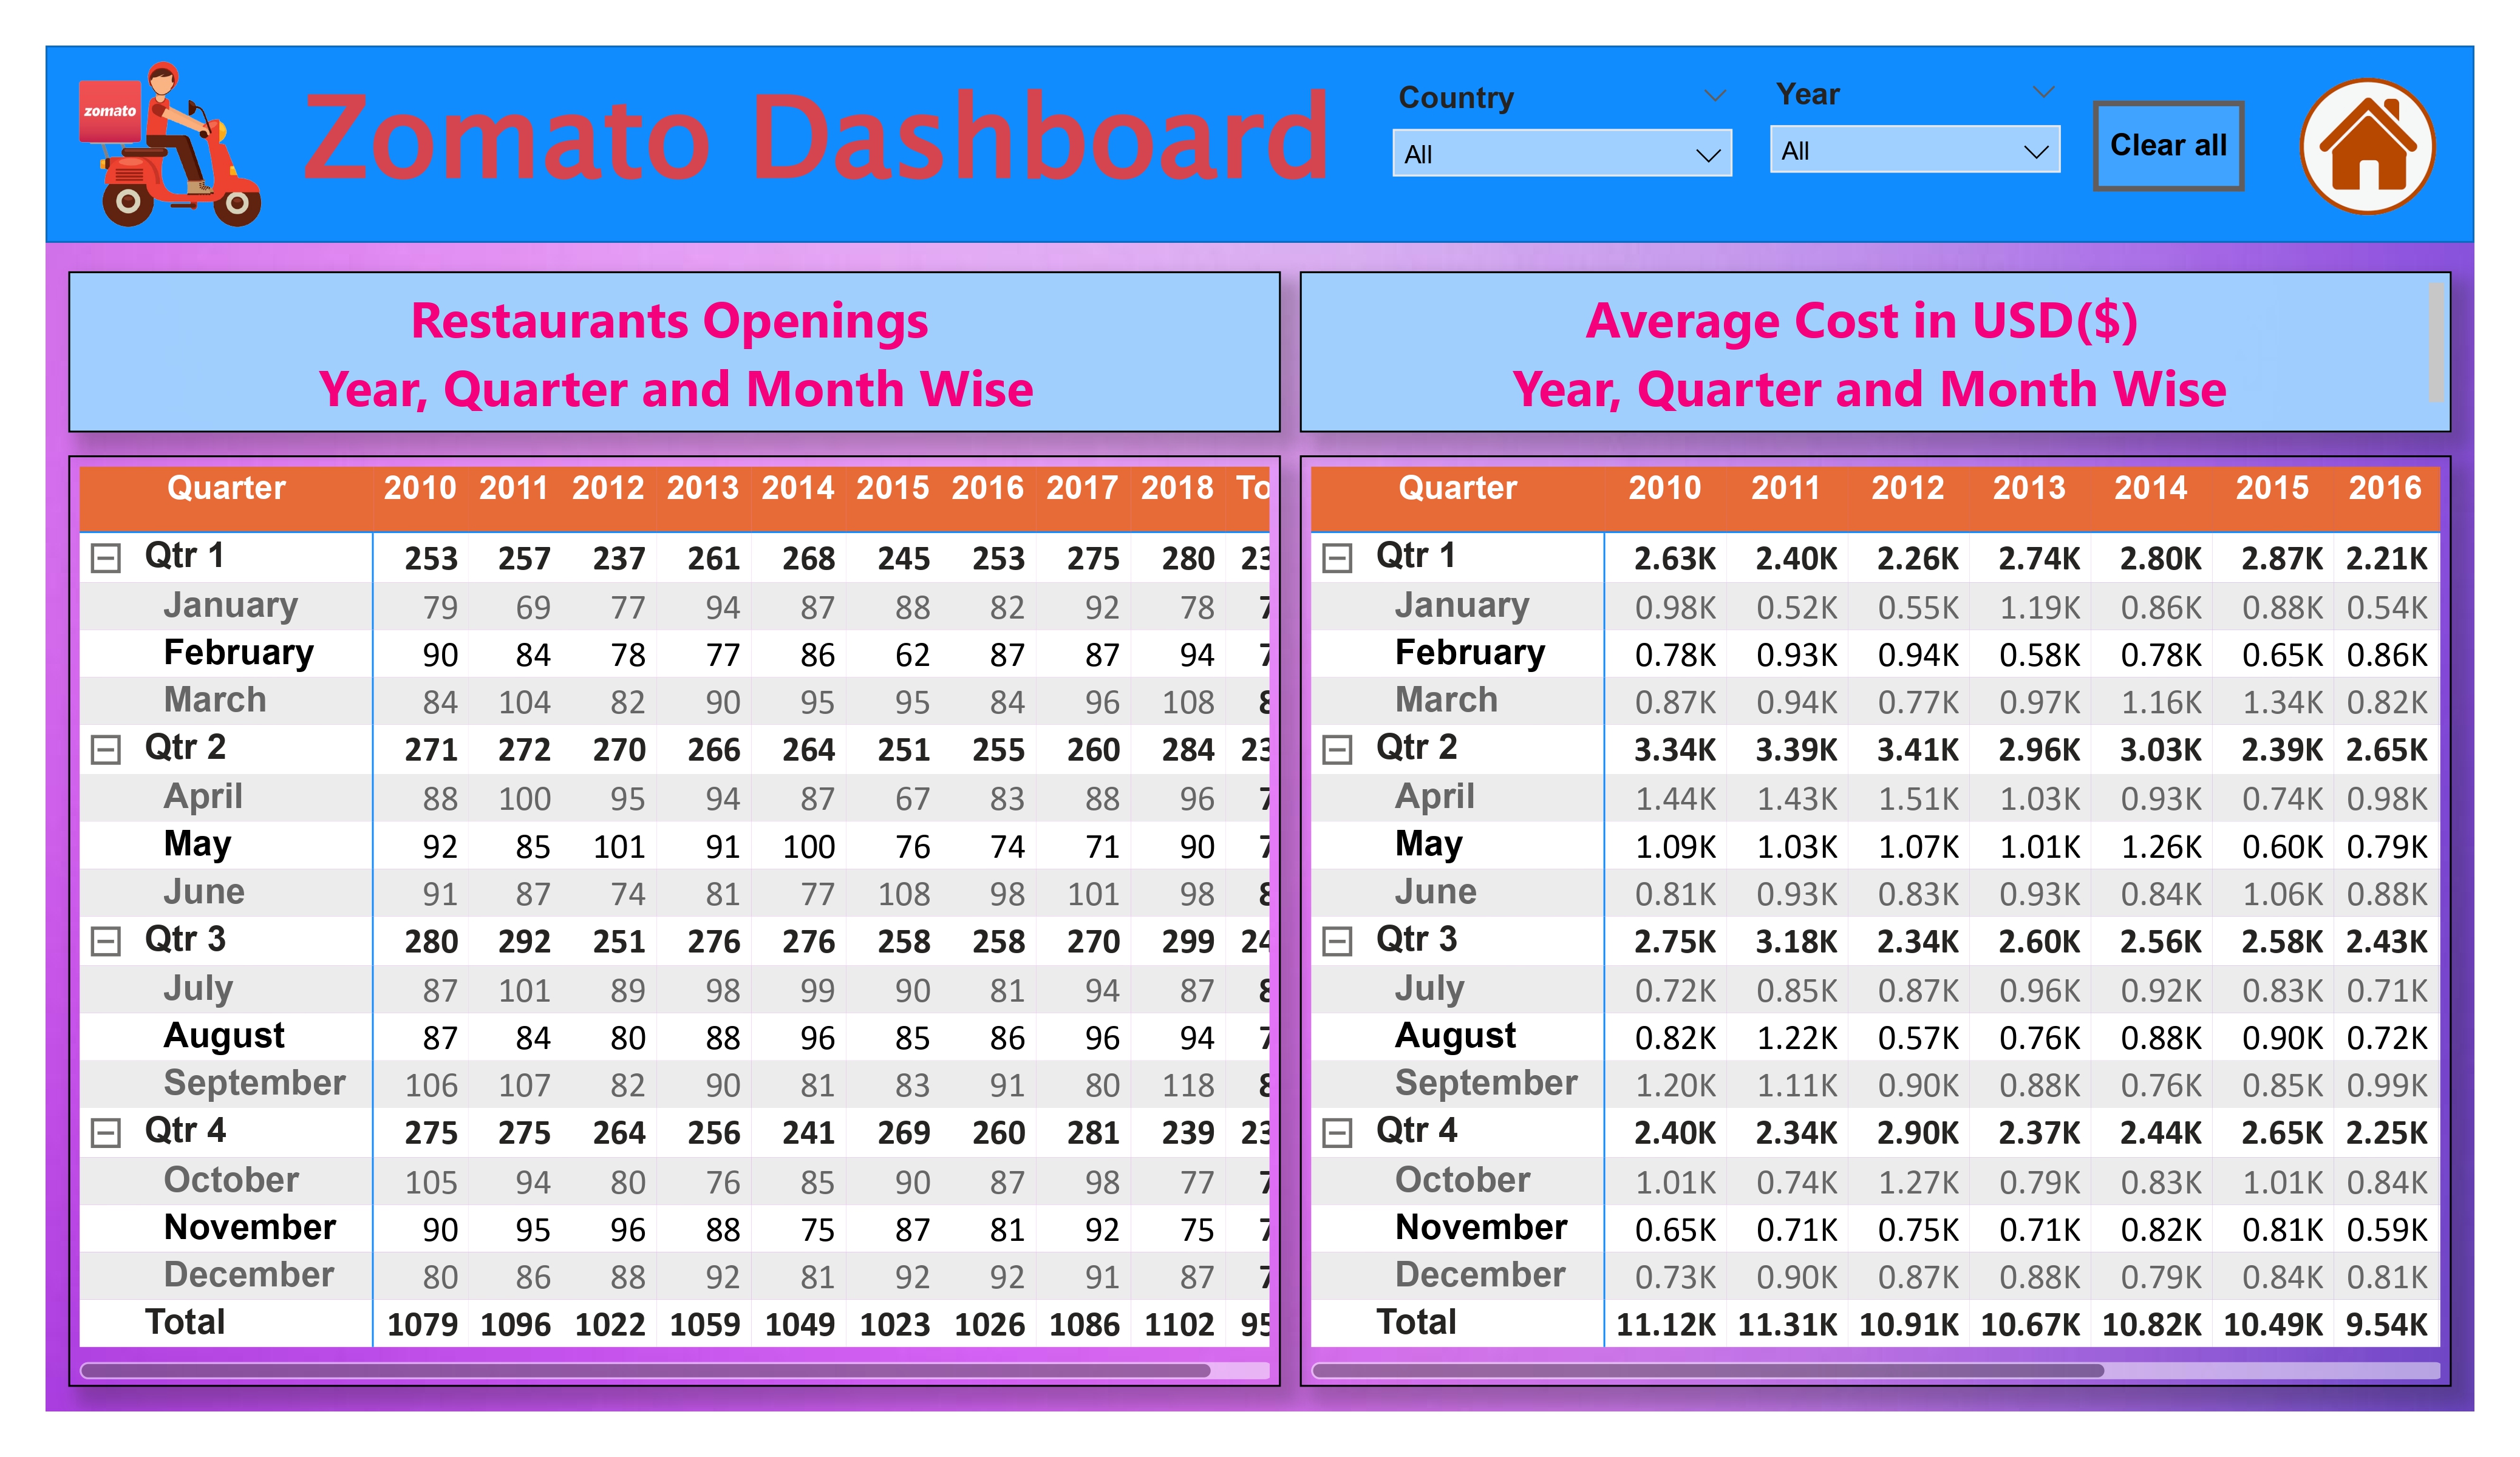 zomato
Zomato Dashboard
Country
All
Year
All
Clear all
Restaurants Openings
Year, Quarter and Month Wise
Average Cost in USD($)
Year, Quarter and Month Wise
Quarter 2010 2011 2012 2013 2014 2015 2016 2017 2018
Qtr 1 253 257 237 261 268 245 253 275 280
January 79 69 77 94 87 88 82 92 78
February 90 84 78 77 86 62 87 87 94
March 84 104 82 90 95 95 84 96 108
Qtr 2 271 272 270 266 264 251 255 260 284
April 88 100 95 94 87 67 83 88 96
May 92 85 101 91 100 76 74 71 90
June 91 87 74 81 77 108 98 101 98
Qtr 3 280 292 251 276 276 258 258 270 299
July 87 101 89 98 99 90 81 94 87
August 87 84 80 88 96 85 86 96 94
September 106 107 82 90 81 83 91 80 118
Qtr 4 275 275 264 256 241 269 260 281 239
October 105 94 80 76 85 90 87 98 77
November 90 95 96 88 75 87 81 92 75
December 80 86 88 92 81 92 92 91 87
Total 1079 1096 1022 1059 1049 1023 1026 1086 1102
Quarter 2010 2011 2012 2013 2014 2015 2016
Qtr 1 2.63K 2.40K 2.26K 2.74K 2.80K 2.87K 2.21K
January 0.98K 0.52K 0.55K 1.19K 0.86K 0.88K 0.54K
February 0.78K 0.93K 0.94K 0.58K 0.78K 0.65K 0.86K
March 0.87K 0.94K 0.77K 0.97K 1.16K 1.34K 0.82K
Qtr 2 3.34K 3.39K 3.41K 2.96K 3.03K 2.39K 2.65K
April 1.44K 1.43K 1.51K 1.03K 0.93K 0.74K 0.98K
May 1.09K 1.03K 1.07K 1.01K 1.26K 0.60K 0.79K
June 0.81K 0.93K 0.83K 0.93K 0.84K 1.06K 0.88K
Qtr 3 2.75K 3.18K 2.34K 2.60K 2.56K 2.58K 2.43K
July 0.72K 0.85K 0.87K 0.96K 0.92K 0.83K 0.71K
August 0.82K 1.22K 0.57K 0.76K 0.88K 0.90K 0.72K
September 1.20K 1.11K 0.90K 0.88K 0.76K 0.85K 0.99K
Qtr 4 2.40K 2.34K 2.90K 2.37K 2.44K 2.65K 2.25K
October 1.01K 0.74K 1.27K 0.79K 0.83K 1.01K 0.84K
November 0.65K 0.71K 0.75K 0.71K 0.82K 0.81K 0.59K
December 0.73K 0.90K 0.87K 0.88K 0.79K 0.84K 0.81K
Total 11.12K 11.31K 10.91K 10.67K 10.82K 10.49K 9.54K